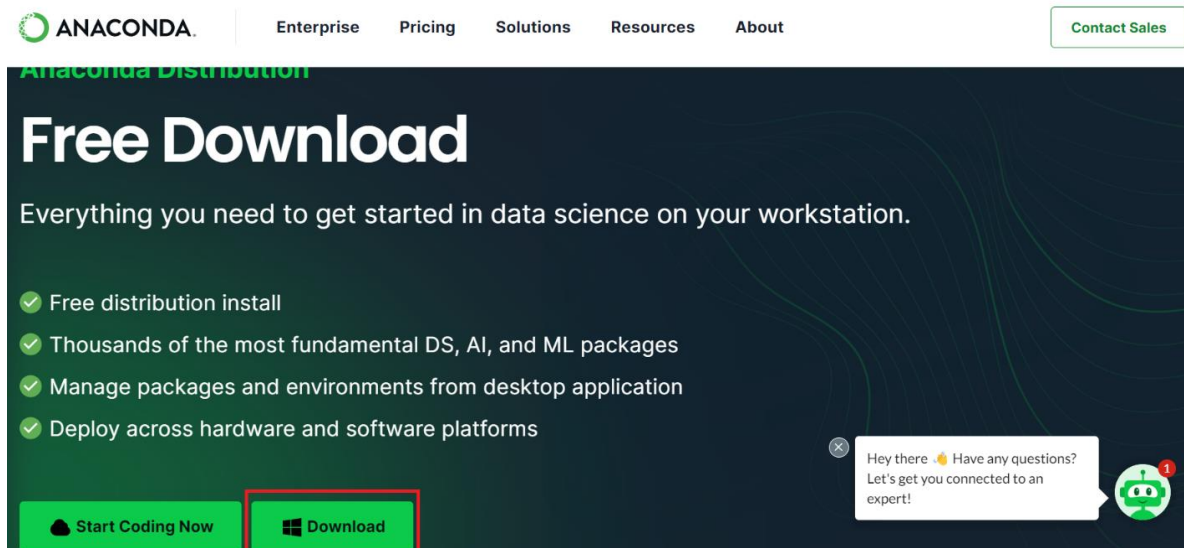 ANACONDA.
Enterprise Pricing Solutions Resources About
Contact Sales
Anaconda Distribution
Free Download
Everything you need to get started in data science on your workstation.
Free distribution install
Thousands of the most fundamental DS, AI, and ML packages
Manage packages and environments from desktop application
Deploy across hardware and software platforms
Hey there 👋 Have any questions?
Let's get you connected to an
expert!
1
Start Coding Now
Download